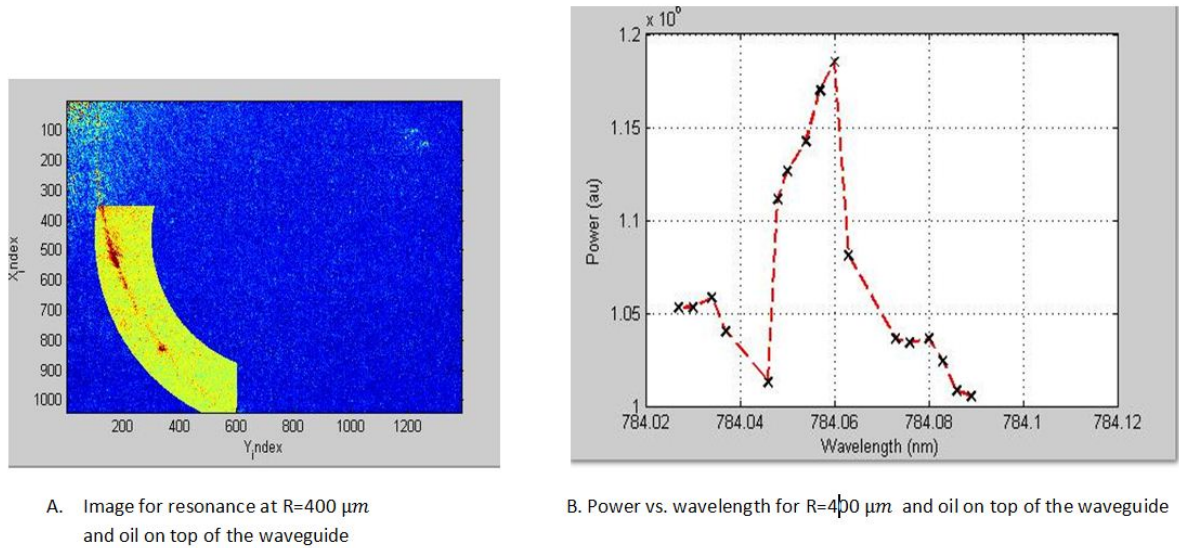 x 10⁶
1.2
1.15
1.1
1.05
1
Power (au)
784.02 784.04 784.06 784.08 784.1 784.12
Wavelength (nm)
100
200
300
400
500
600
700
800
900
1000
XIndex
200 400 600 800 1000 1200
YIndex
A. Image for resonance at R=400 µm
and oil on top of the waveguide
B. Power vs. wavelength for R=400 µm and oil on top of the waveguide